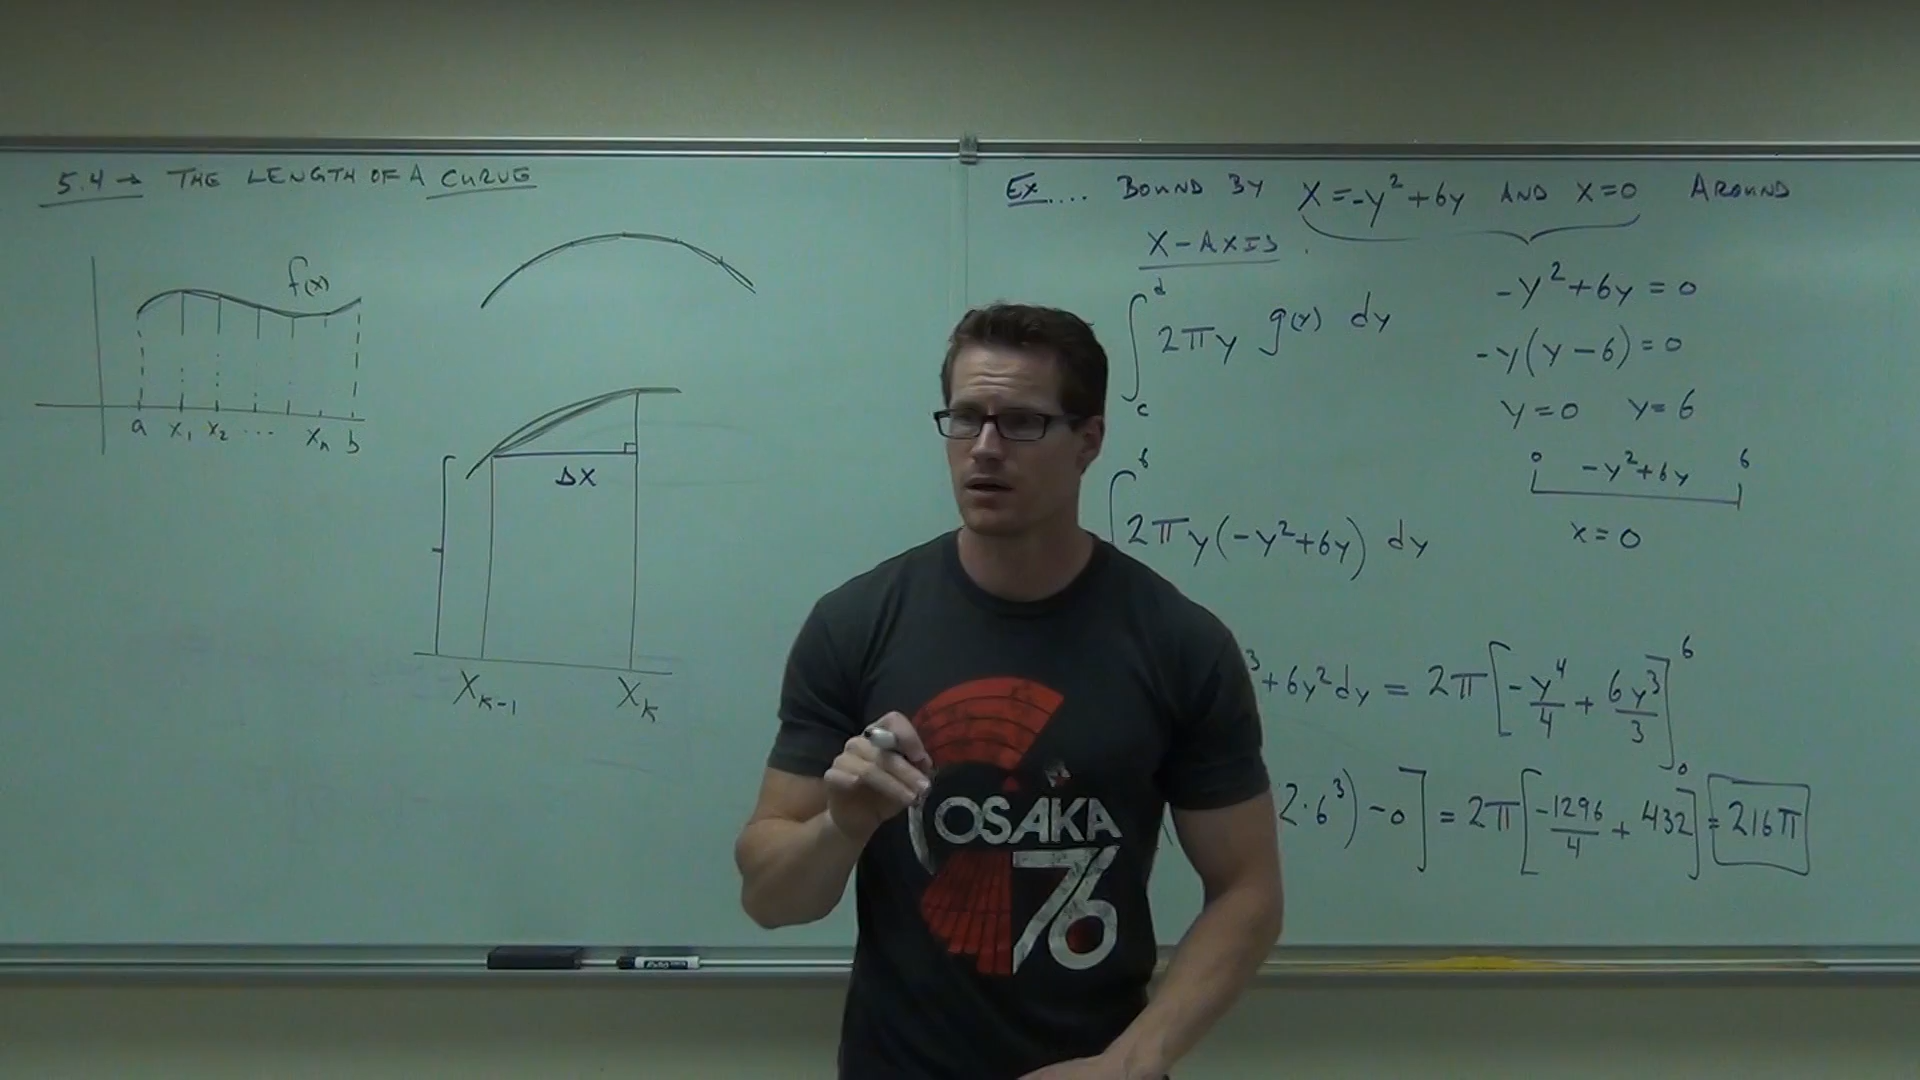 5.4 → THE LENGTH OF A CURVE
f(x)
a x₁ x₂ ... xₙ b
Δx
Xₖ₋₁ Xₖ
Ex.... BOUND BY X=-y²+6y AND X=0 AROUND
X-AXIS.
∫ c d 2πy g(y) dy
-y²+6y=0
-y(y-6)=0
y=0 y=6
0 -y²+6y 6
x=0
∫ 6 2πy(-y²+6y) dy
³+6y²dy = 2π[-y⁴/4 + 6y³/3]₀⁶
2·6³)-0] = 2π[-1296/4 + 432] = 216π
OSAKA
76
EXPO